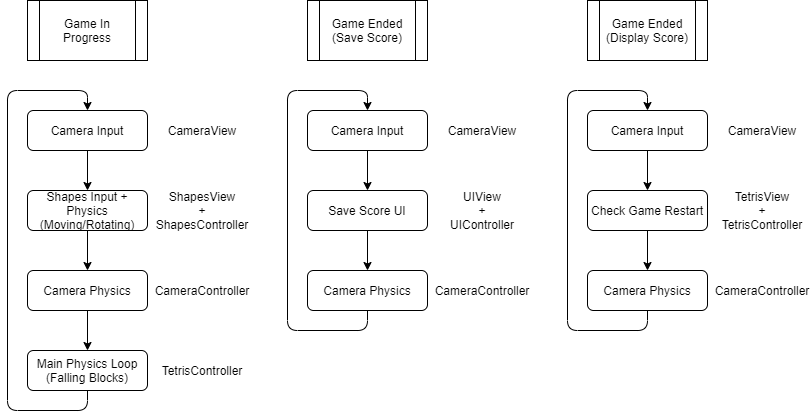 Game In
Progress
Game Ended
(Save Score)
Game Ended
(Display Score)
Camera Input
CameraView
Camera Input
CameraView
Camera Input
CameraView
Shapes Input +
Physics
(Moving/Rotating)
ShapesView
+
ShapesController
Save Score UI
UIView
+
UIController
Check Game Restart
TetrisView
+
TetrisController
Camera Physics
CameraController
Camera Physics
CameraController
Camera Physics
CameraController
Main Physics Loop
(Falling Blocks)
TetrisController